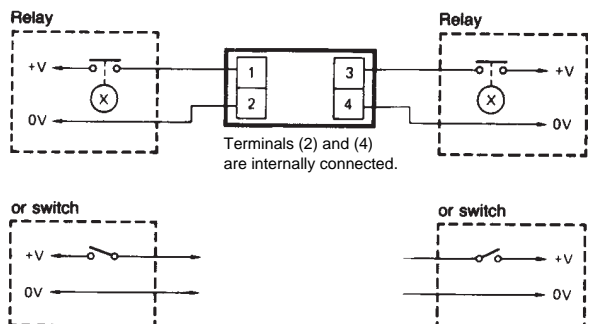 Relay
Relay
+V
1
3
+V
X
X
2
4
0V
0V
Terminals (2) and (4)
are internally connected.
or switch
or switch
+V
+V
0V
0V